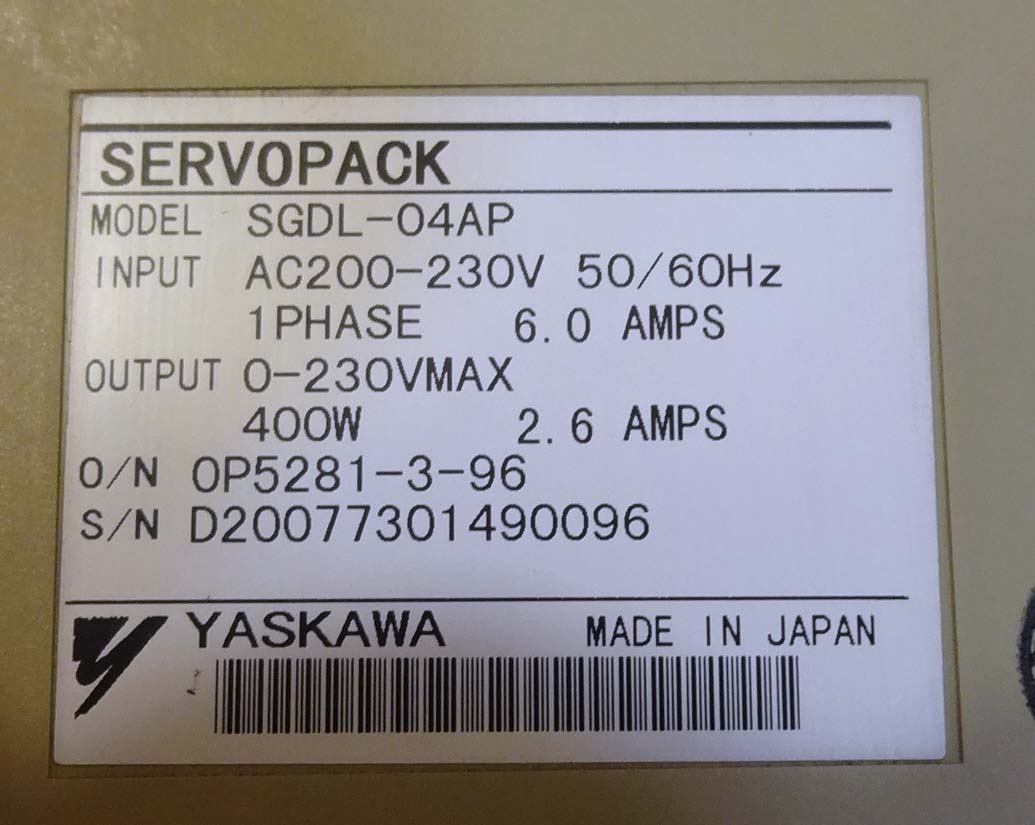 SERVOPACK
MODEL SGDL-04AP
INPUT AC200-230V 50/60Hz
1PHASE 6.0 AMPS
OUTPUT 0-230VMAX
400W 2.6 AMPS
O/N OP5281-3-96
S/N D20077301490096
YASKAWA MADE IN JAPAN